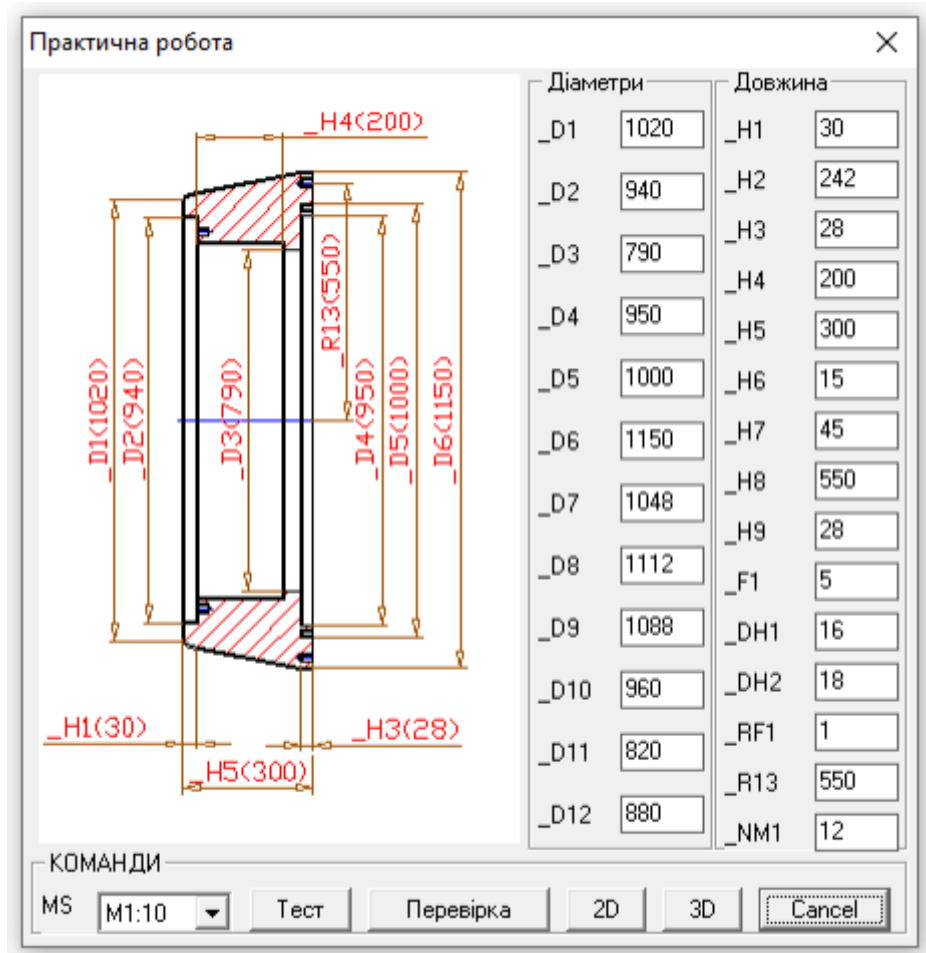 Практична робота
_H4(200)
_R13(550)
_D1(1020)
_D2(940)
_D3(790)
_D4(950)
_D5(1000)
_D6(1150)
_H1(30)
_H3(28)
_H5(300)
Діаметри
_D1 1020
_D2 940
_D3 790
_D4 950
_D5 1000
_D6 1150
_D7 1048
_D8 1112
_D9 1088
_D10 960
_D11 820
_D12 880
Довжина
_H1 30
_H2 242
_H3 28
_H4 200
_H5 300
_H6 15
_H7 45
_H8 550
_H9 28
_F1 5
_DH1 16
_DH2 18
_RF1 1
_R13 550
_NM1 12
КОМАНДИ
MS M1:10 Тест Перевірка 2D 3D Cancel